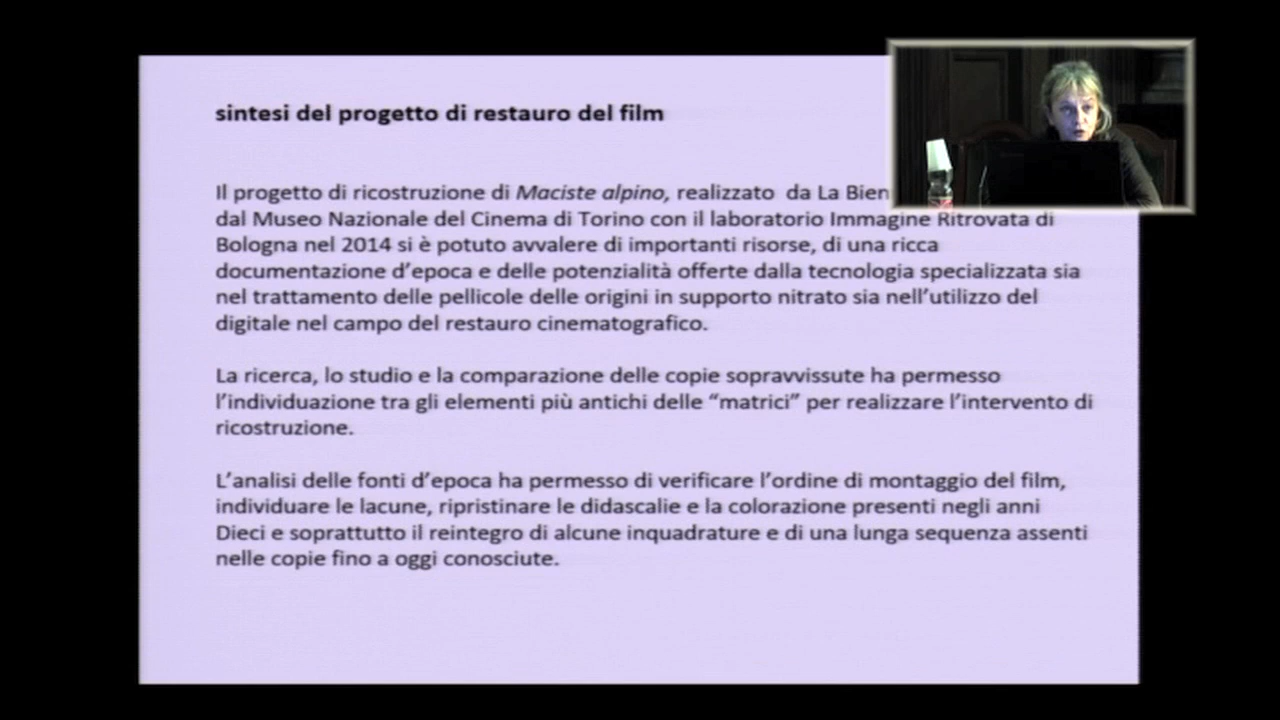 sintesi del progetto di restauro del film
Il progetto di ricostruzione di Maciste alpino, realizzato da La
dal Museo Nazionale del Cinema di Torino con il laboratorio Immagine Ritrovata di
Bologna nel 2014 si è potuto avvalere di importanti risorse, di una ricca
documentazione d’epoca e delle potenzialità offerte dalla tecnologia specializzata sia
nel trattamento delle pellicole delle origini in supporto nitrato sia nell’utilizzo del
digitale nel campo del restauro cinematografico.
La ricerca, lo studio e la comparazione delle copie sopravvissute ha permesso
l’individuazione tra gli elementi più antichi delle “matrici” per realizzare l’intervento di
ricostruzione.
L’analisi delle fonti d’epoca ha permesso di verificare l’ordine di montaggio del film,
individuare le lacune, ripristinare le didascalie e la colorazione presenti negli anni
Dieci e soprattutto il reintegro di alcune inquadrature e di una lunga sequenza assenti
nelle copie fino a oggi conosciute.